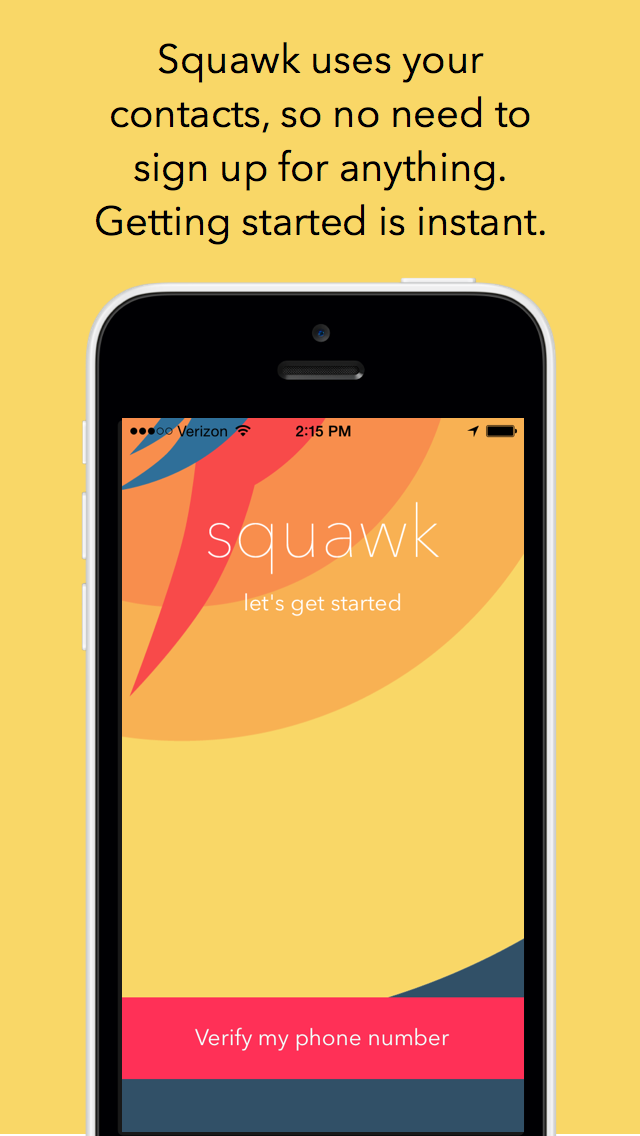 Squawk uses your
contacts, so no need to
sign up for anything.
Getting started is instant.
Verizon 2:15 PM
squawk
let's get started
Verify my phone number